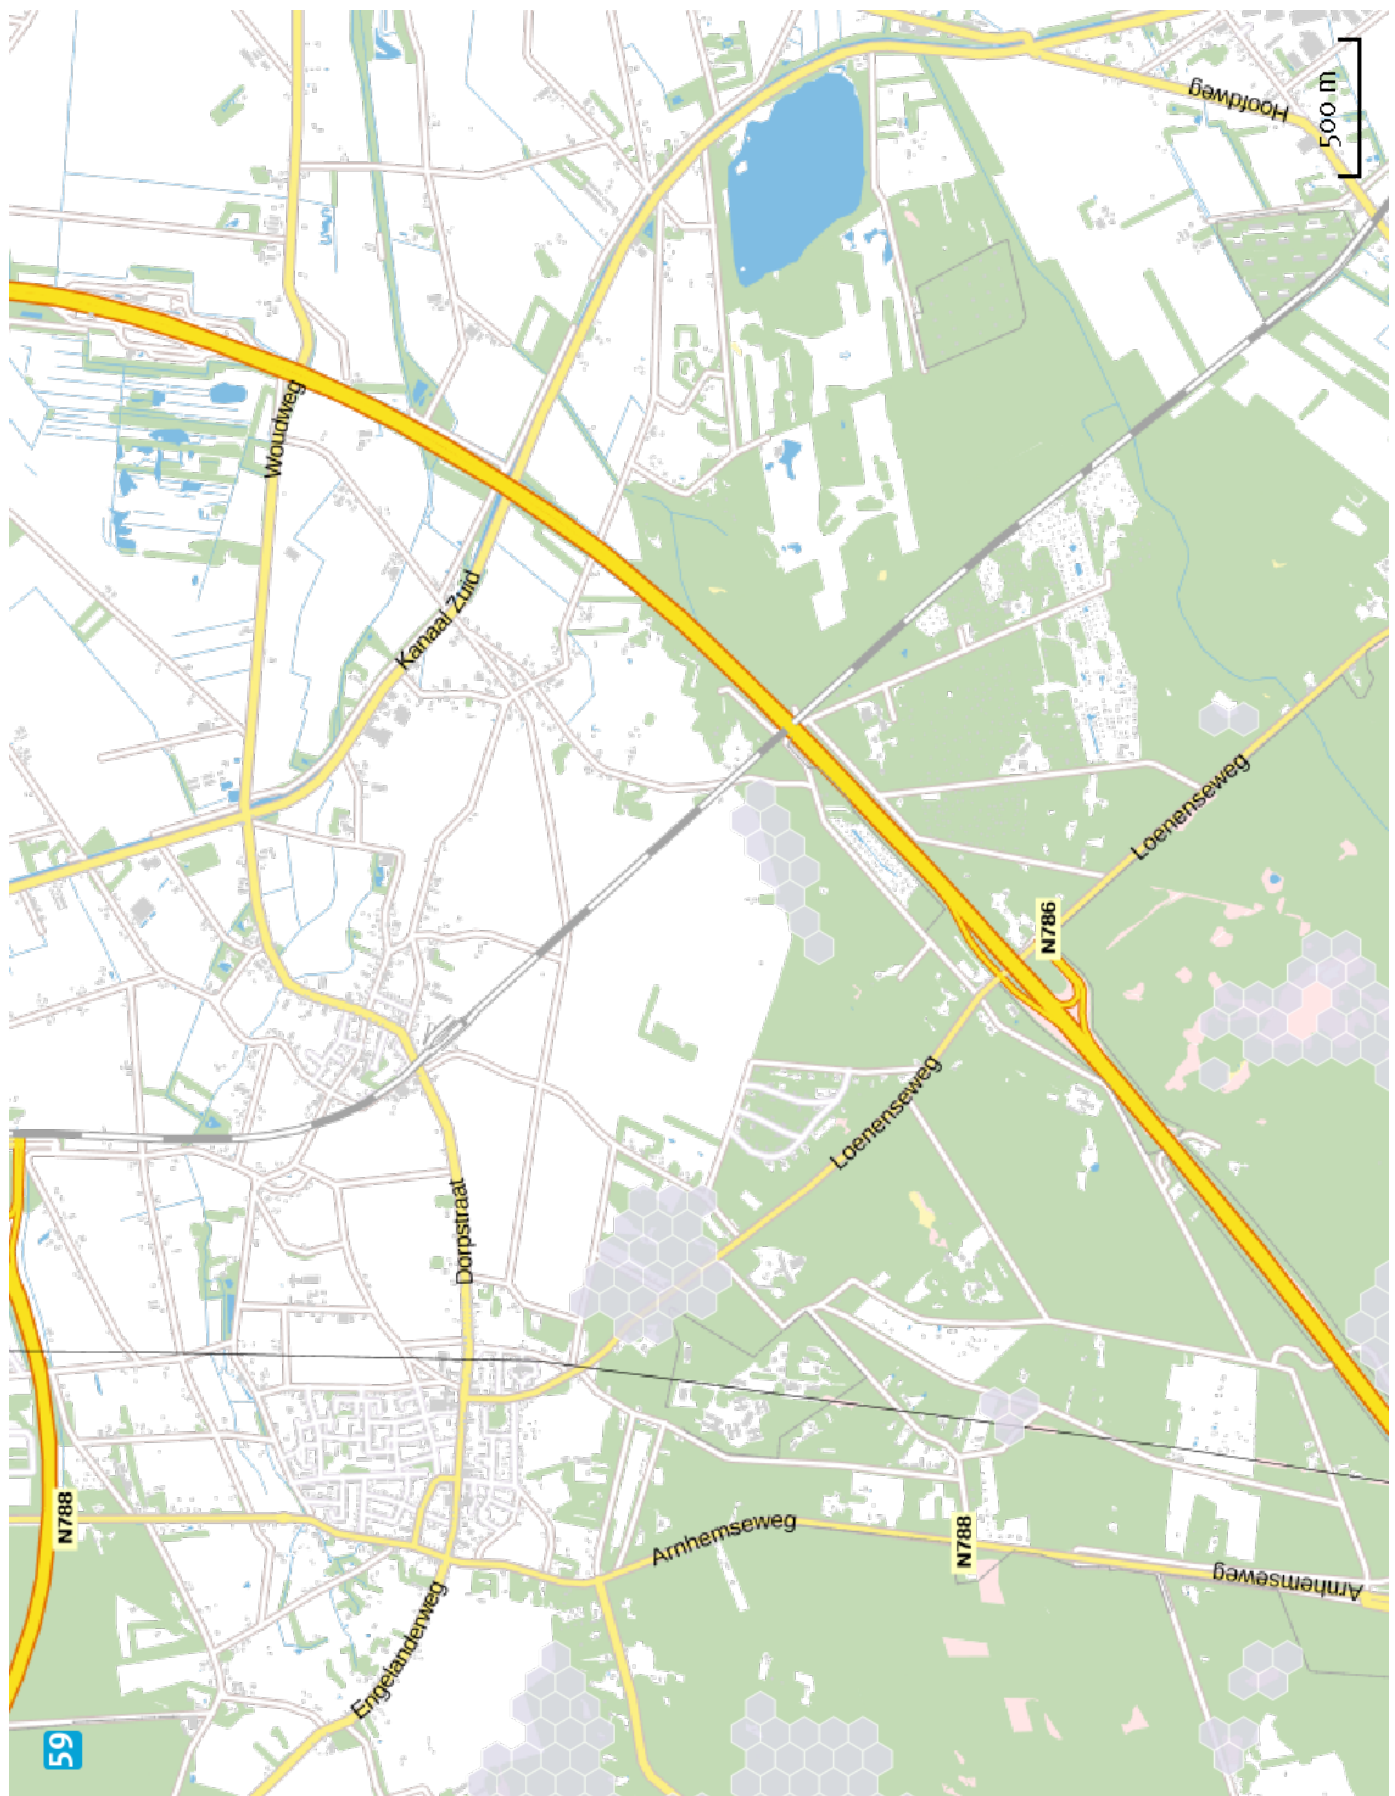 Hoofdweg
500 m
Woudweg
Kanaal Zuid
Loenenseweg
N786
Loenenseweg
Dorpstraat
N788
Arnhemseweg
N788
Arnhemseweg
Engelanderweg
59